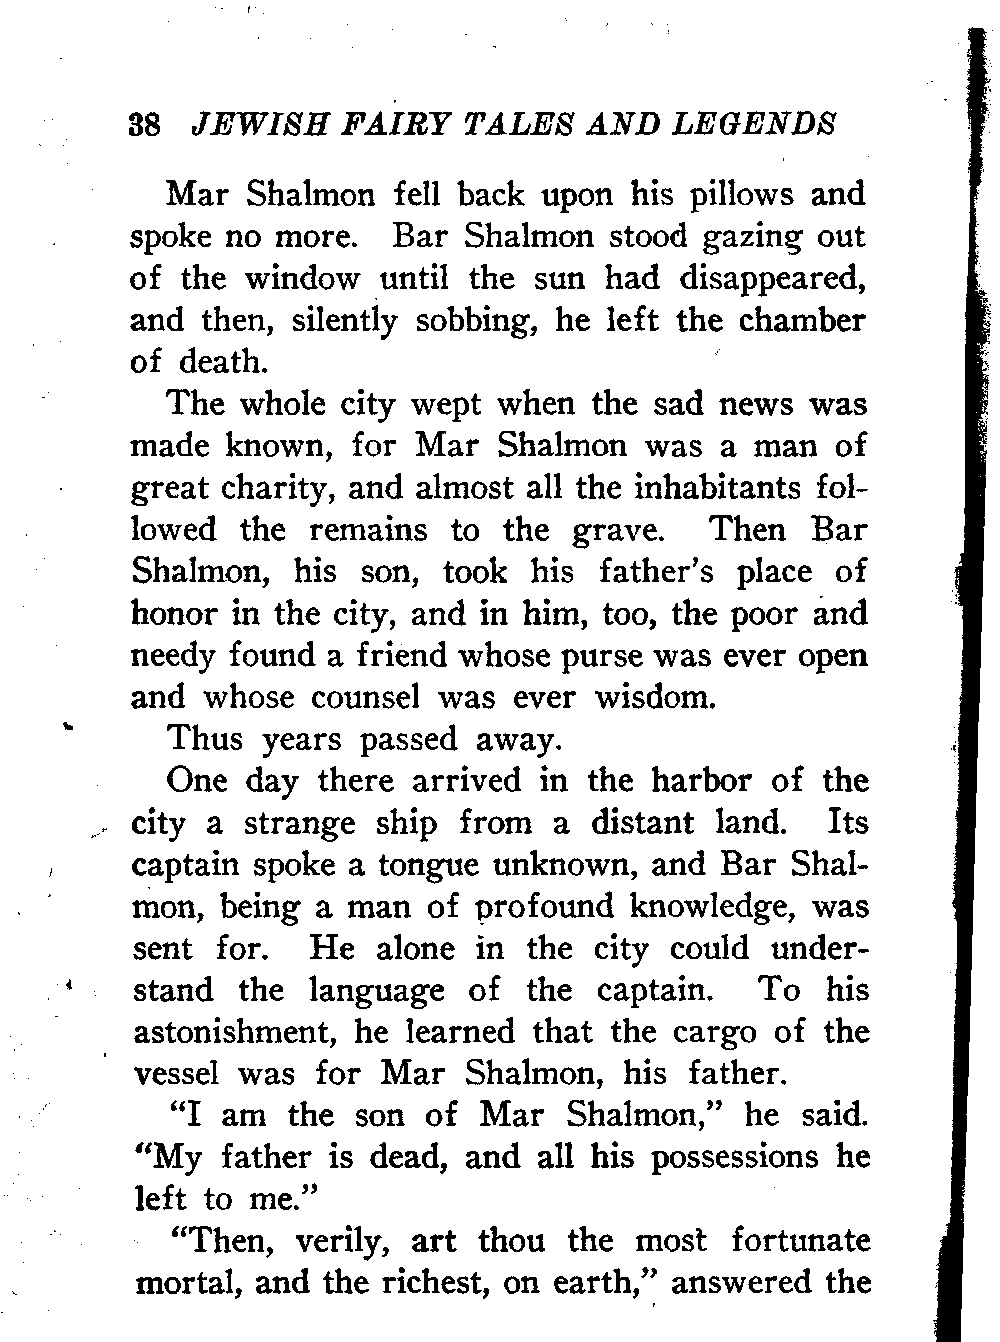 38 JEWISH FAIRY TALES AND LEGENDS
Mar Shalmon fell back upon his pillows and
spoke no more. Bar Shalmon stood gazing out
of the window until the sun had disappeared,
and then, silently sobbing, he left the chamber
of death.
The whole city wept when the sad news was
made known, for Mar Shalmon was a man of
great charity, and almost all the inhabitants fol-
lowed the remains to the grave. Then Bar
Shalmon, his son, took his father's place of
honor in the city, and in him, too, the poor and
needy found a friend whose purse was ever open
and whose counsel was ever wisdom.
Thus years passed away.
One day there arrived in the harbor of the
city a strange ship from a distant land. Its
captain spoke a tongue unknown, and Bar Shal-
mon, being a man of profound knowledge, was
sent for. He alone in the city could under-
stand the language of the captain. To his
astonishment, he learned that the cargo of the
vessel was for Mar Shalmon, his father.
“I am the son of Mar Shalmon,” he said.
“My father is dead, and all his possessions he
left to me.”
“Then, verily, art thou the most fortunate
mortal, and the richest, on earth,” answered the